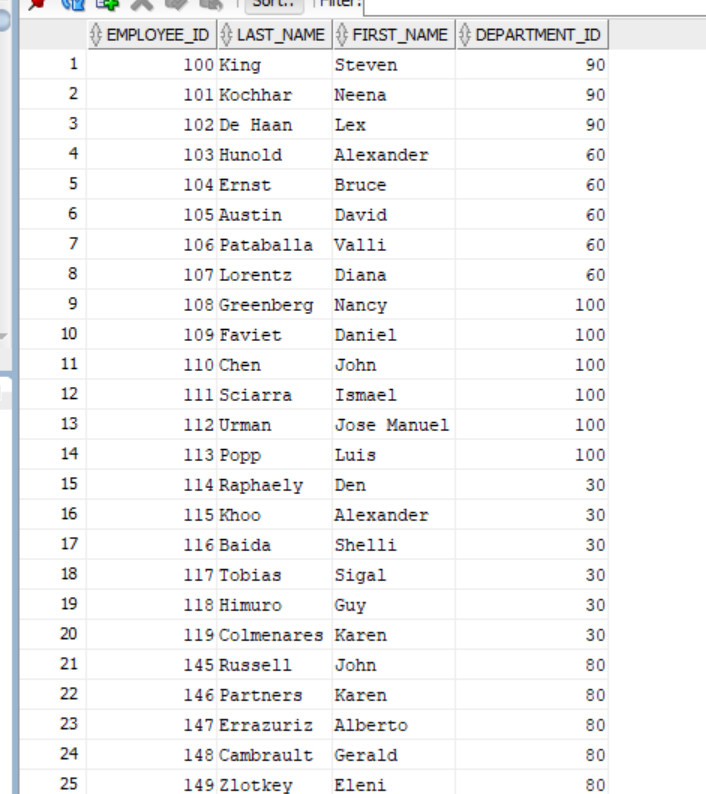 Sort.. Filter:
EMPLOYEE_ID LAST_NAME FIRST_NAME DEPARTMENT_ID
1 100 King Steven 90
2 101 Kochhar Neena 90
3 102 De Haan Lex 90
4 103 Hunold Alexander 60
5 104 Ernst Bruce 60
6 105 Austin David 60
7 106 Pataballa Valli 60
8 107 Lorentz Diana 60
9 108 Greenberg Nancy 100
10 109 Faviet Daniel 100
11 110 Chen John 100
12 111 Sciarra Ismael 100
13 112 Urman Jose Manuel 100
14 113 Popp Luis 100
15 114 Raphaely Den 30
16 115 Khoo Alexander 30
17 116 Baida Shelli 30
18 117 Tobias Sigal 30
19 118 Himuro Guy 30
20 119 Colmenares Karen 30
21 145 Russell John 80
22 146 Partners Karen 80
23 147 Errazuriz Alberto 80
24 148 Cambrault Gerald 80
25 149 Zlotkey Eleni 80